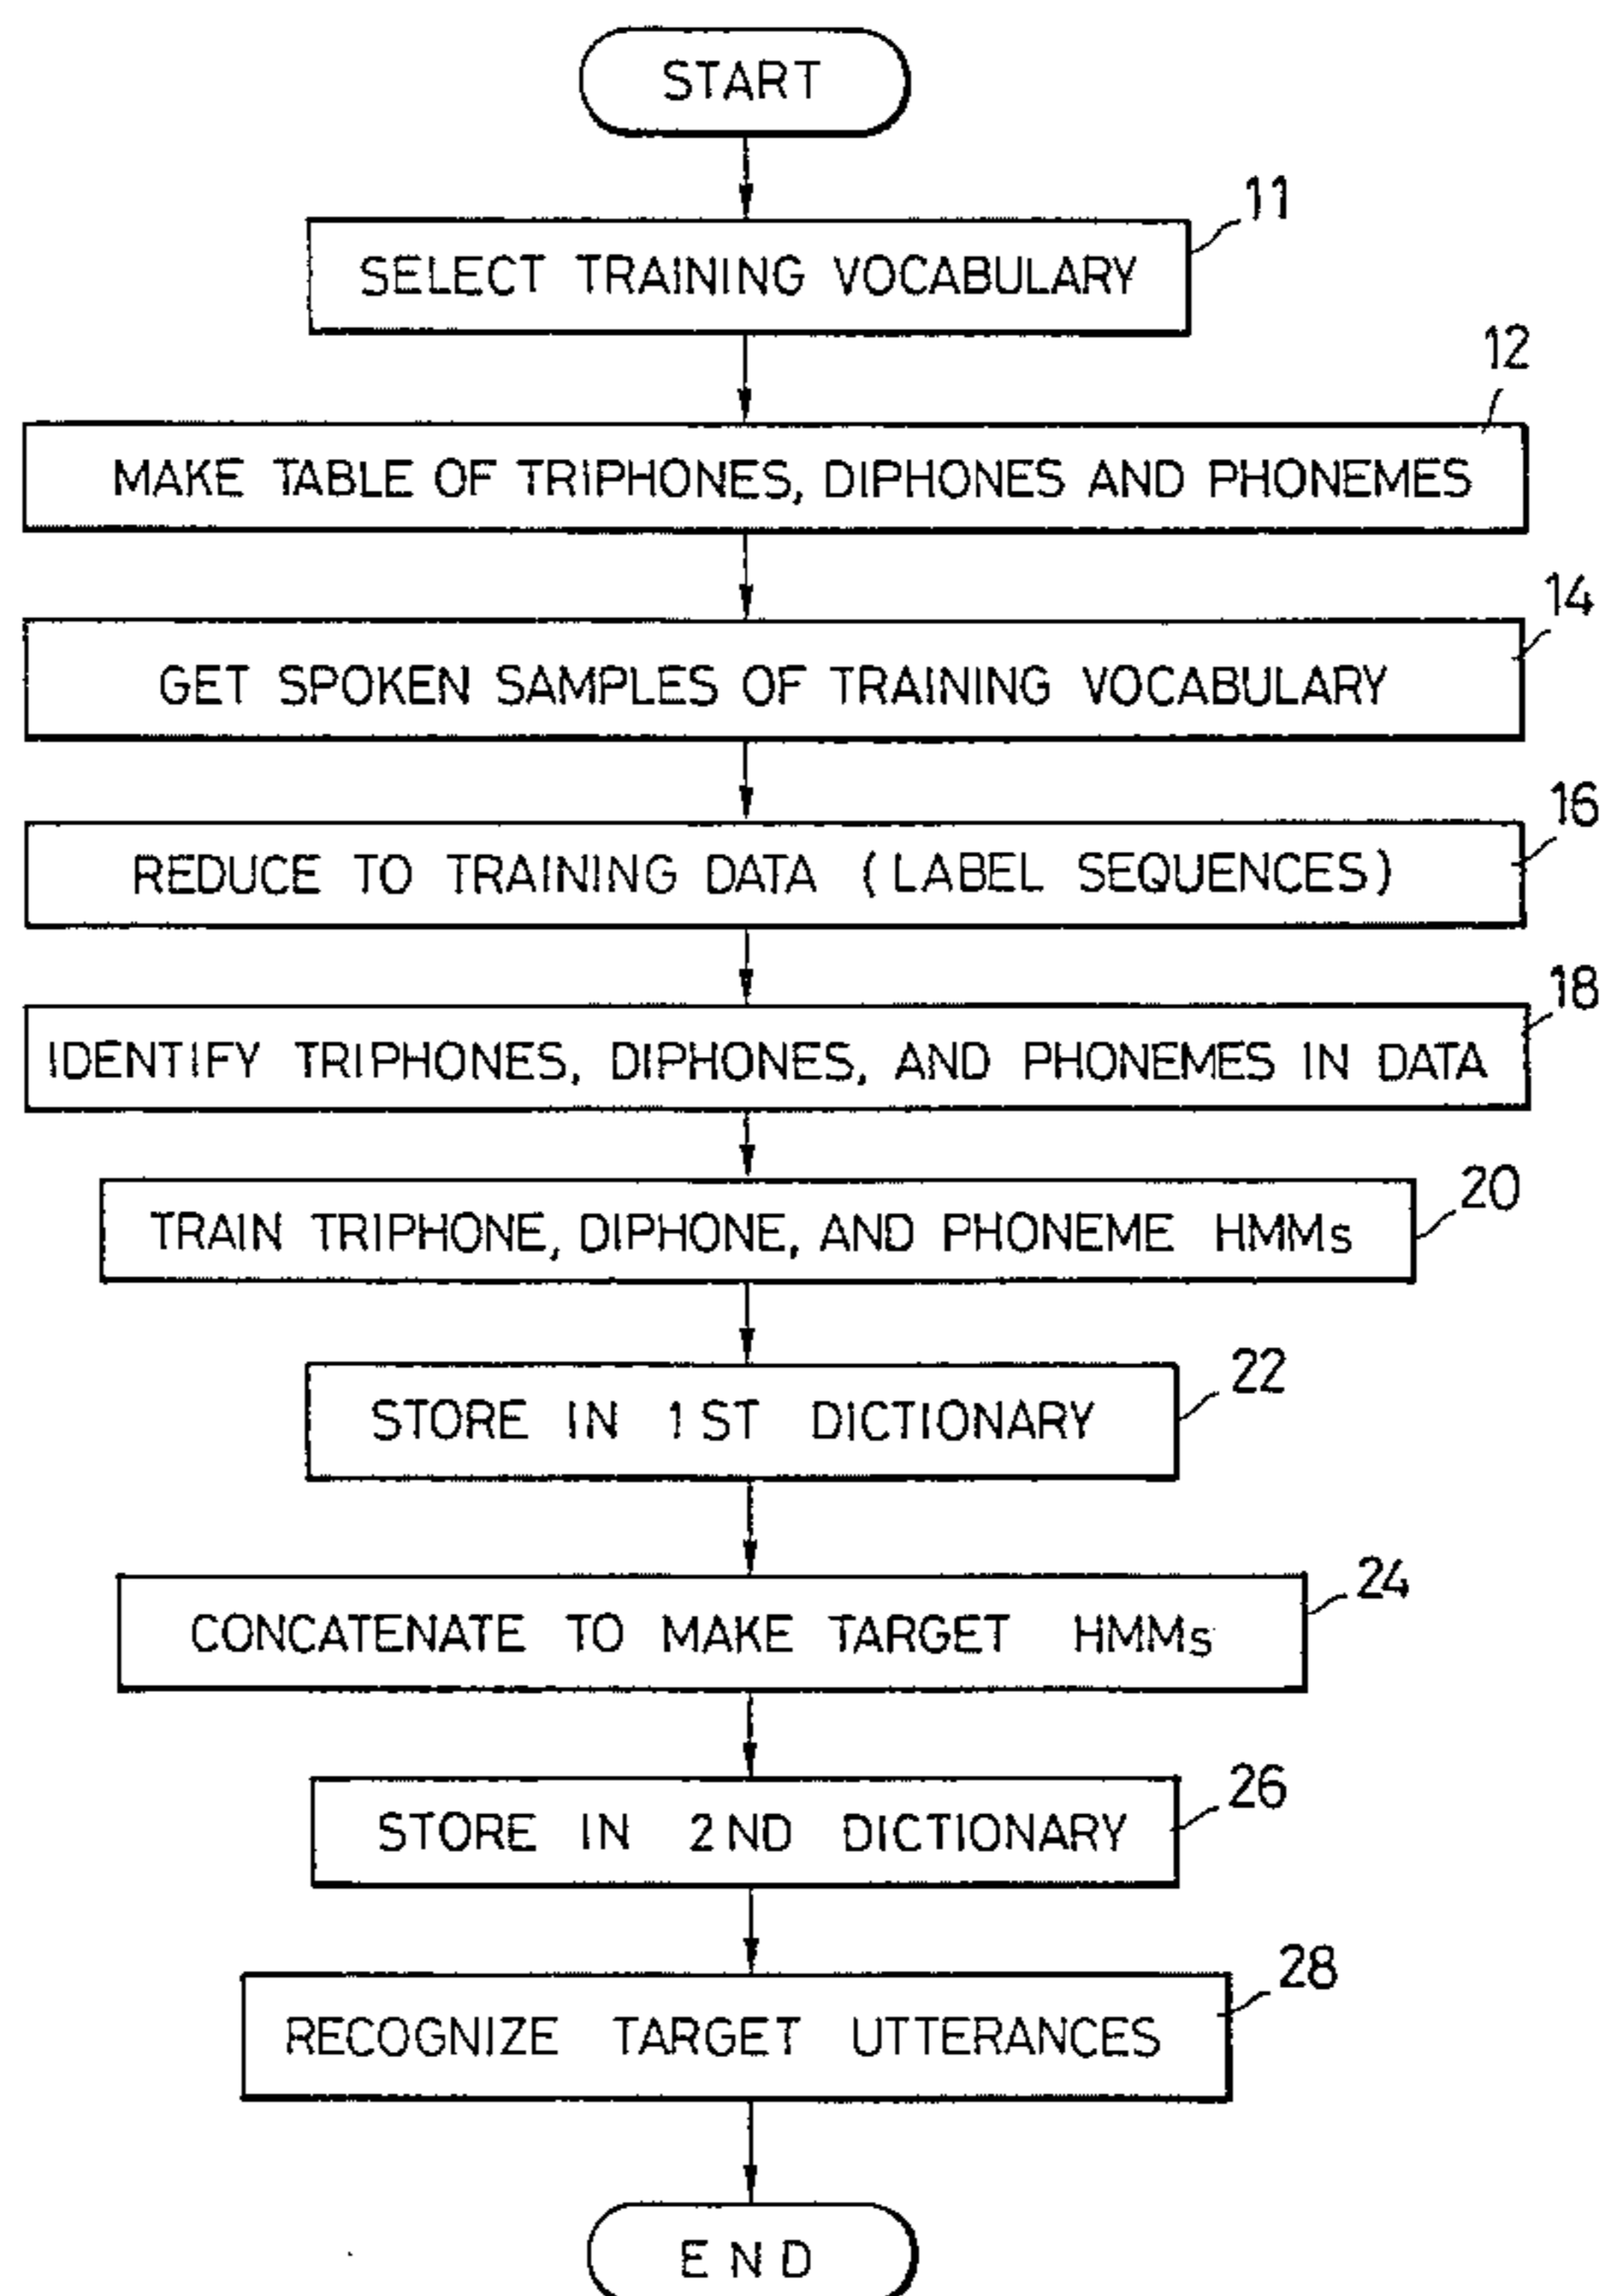 START
11
SELECT TRAINING VOCABULARY
12
MAKE TABLE OF TRIPHONES, DIPHONES AND PHONEMES
14
GET SPOKEN SAMPLES OF TRAINING VOCABULARY
16
REDUCE TO TRAINING DATA (LABEL SEQUENCES)
18
IDENTIFY TRIPHONES, DIPHONES, AND PHONEMES IN DATA
20
TRAIN TRIPHONE, DIPHONE, AND PHONEME HMMs
22
STORE IN 1ST DICTIONARY
24
CONCATENATE TO MAKE TARGET HMMs
26
STORE IN 2ND DICTIONARY
28
RECOGNIZE TARGET UTTERANCES
END